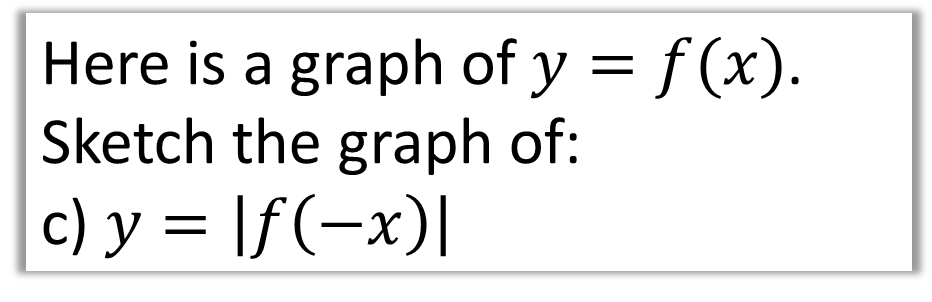 Here is a graph of y = f(x).
Sketch the graph of:
c) y = |f(−x)|